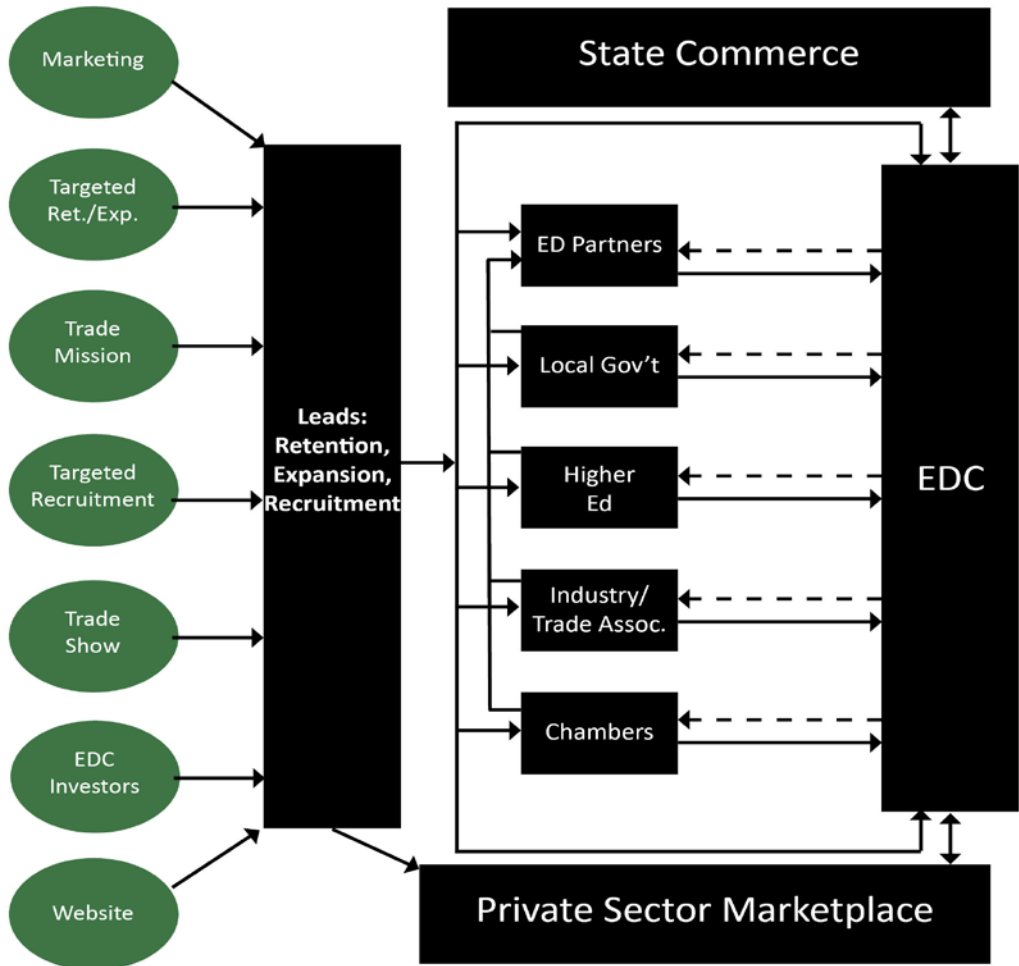 Marketing
Targeted
Ret./Exp.
Trade
Mission
Targeted
Recruitment
Trade
Show
EDC
Investors
Website
Leads:
Retention,
Expansion,
Recruitment
State Commerce
ED Partners
Local Gov’t
Higher
Ed
Industry/
Trade Assoc.
Chambers
EDC
Private Sector Marketplace